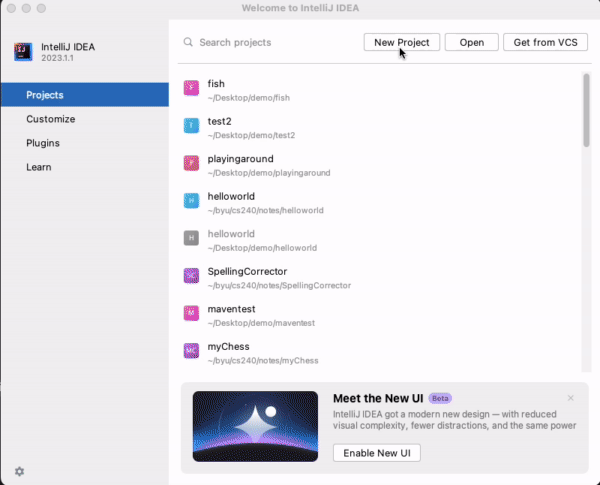 Welcome to IntelliJ IDEA
IntelliJ IDEA
2023.1.1
Search projects
New Project
Open
Get from VCS
Projects
Customize
Plugins
Learn
F
fish
~/Desktop/demo/fish
T
test2
~/Desktop/demo/test2
P
playingaround
~/Desktop/demo/playingaround
H
helloworld
~/byu/cs240/notes/helloworld
H
helloworld
~/Desktop/demo/helloworld
SC
SpellingCorrector
~/byu/cs240/notes/SpellingCorrector
M
maventest
~/Desktop/demo/maventest
MC
myChess
~/byu/cs240/notes/myChess
Meet the New UI Beta
IntelliJ IDEA got a modern new design — with reduced
visual complexity, fewer distractions, and the same power
Enable New UI